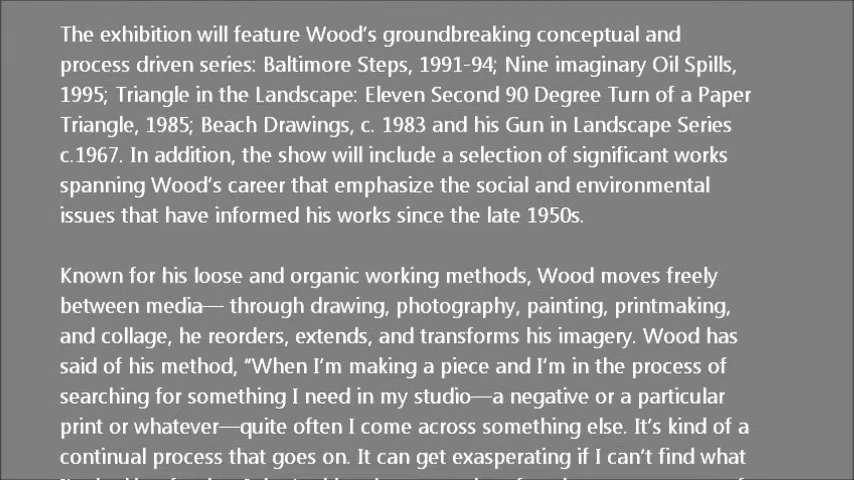 The exhibition will feature Wood's groundbreaking conceptual and
process driven series: Baltimore Steps, 1991-94; Nine imaginary Oil Spills,
1995; Triangle in the Landscape: Eleven Second 90 Degree Turn of a Paper
Triangle, 1985; Beach Drawings, c. 1983 and his Gun in Landscape Series
c.1967. In addition, the show will include a selection of significant works
spanning Wood's career that emphasize the social and environmental
issues that have informed his works since the late 1950s.
Known for his loose and organic working methods, Wood moves freely
between media— through drawing, photography, painting, printmaking,
and collage, he reorders, extends, and transforms his imagery. Wood has
said of his method, "When I'm making a piece and I'm in the process of
searching for something I need in my studio—a negative or a particular
print or whatever—quite often I come across something else. It's kind of a
continual process that goes on. It can get exasperating if I can't find what